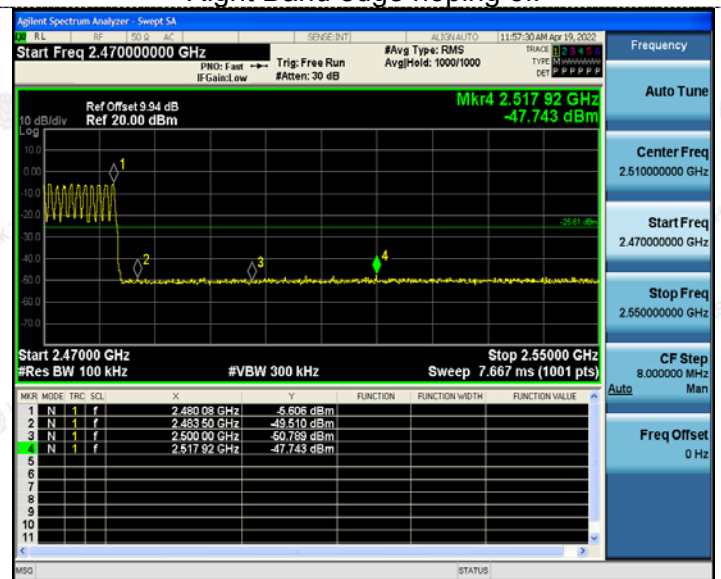 Right Band edge hoping off
Agilent Spectrum Analyzer - Swept SA
RL RF 50 Ω AC SENSE:INT ALIGN AUTO 11:57:30 AM Apr 19, 2022
Start Freq 2.470000000 GHz
PNO: Fast
IFGain:Low
Trig: Free Run
#Atten: 30 dB
#Avg Type: RMS
Avg|Hold: 1000/1000
TRACE 1 2 3 4 5 6
TYPE M W W W W W
DET P P P P P P
Ref Offset 9.94 dB
Ref 20.00 dBm
10 dB/div
Log
Mkr4 2.517 92 GHz
-47.743 dBm
10.0
0.00
-10.0
-20.0
-30.0
-40.0
-50.0
-60.0
-70.0
1
2
3
4
-25.61 dBm
Start 2.47000 GHz Stop 2.55000 GHz
#Res BW 100 kHz #VBW 300 kHz Sweep 7.667 ms (1001 pts)
MKR MODE TRC SCL X Y FUNCTION FUNCTION WIDTH FUNCTION VALUE
1 N 1 f 2.480 08 GHz -5.606 dBm
2 N 1 f 2.483 50 GHz -49.510 dBm
3 N 1 f 2.500 00 GHz -50.789 dBm
4 N 1 f 2.517 92 GHz -47.743 dBm
5
6
7
8
9
10
11
MSG STATUS
Frequency
Auto Tune
Center Freq
2.510000000 GHz
Start Freq
2.470000000 GHz
Stop Freq
2.550000000 GHz
CF Step
8.000000 MHz
Auto Man
Freq Offset
0 Hz